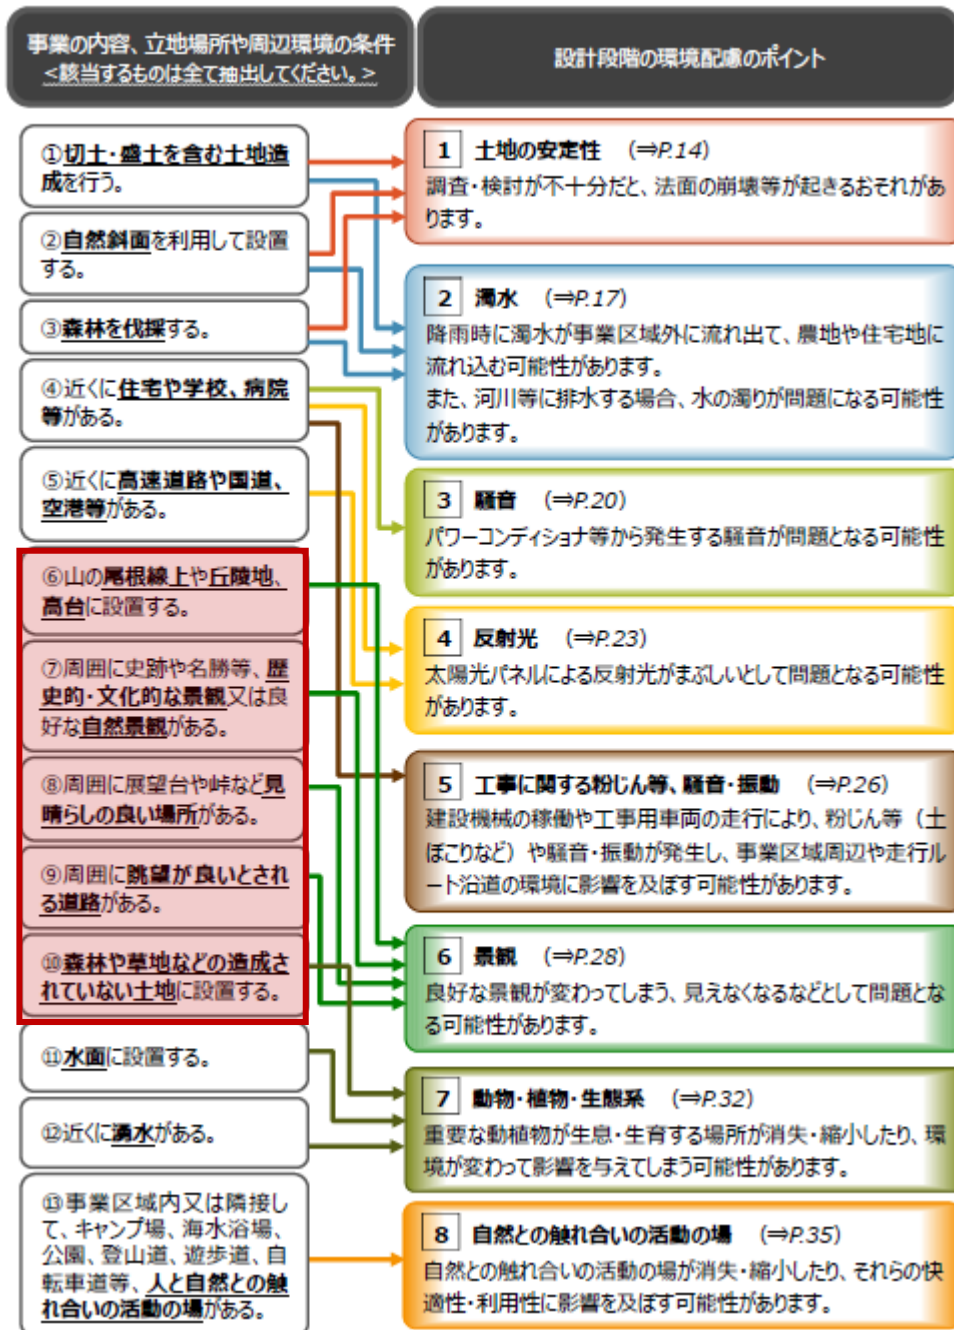 事業の内容、立地場所や周辺環境の条件
<該当するものは全て抽出してください。>
設計段階の環境配慮のポイント
①切土・盛土を含む土地造
成を行う。
②自然斜面を利用して設置
する。
③森林を伐採する。
④近くに住宅や学校、病院
等がある。
⑤近くに高速道路や国道、
空港等がある。
⑥山の尾根線上や丘陵地、
高台に設置する。
⑦周囲に史跡や名勝等、歴
史的・文化的な景観又は良
好な自然景観がある。
⑧周囲に展望台や峠など見
晴らしの良い場所がある。
⑨周囲に眺望が良いとされ
る道路がある。
⑩森林や草地などの造成さ
れていない土地に設置する。
⑪水面に設置する。
⑫近くに湧水がある。
⑬事業区域内又は隣接し
て、キャンプ場、海水浴場、
公園、登山道、遊歩道、自
転車道等、人と自然との触
れ合いの活動の場がある。
1 土地の安定性 (⇒P.14)
調査・検討が不十分だと、法面の崩壊等が起きるおそれがあ
ります。
2 濁水 (⇒P.17)
降雨時に濁水が事業区域外に流れ出て、農地や住宅地に
流れ込む可能性があります。
また、河川等に排水する場合、水の濁りが問題になる可能性
があります。
3 騒音 (⇒P.20)
パワーコンディショナ等から発生する騒音が問題となる可能性
があります。
4 反射光 (⇒P.23)
太陽光パネルによる反射光がまぶしいとして問題となる可能性
があります。
5 工事に関する粉じん等、騒音・振動 (⇒P.26)
建設機械の稼働や工事用車両の走行により、粉じん等(土
ぼこりなど)や騒音・振動が発生し、事業区域周辺や走行ル
ート沿道の環境に影響を及ぼす可能性があります。
6 景観 (⇒P.28)
良好な景観が変わってしまう、見えなくなるなどとして問題とな
る可能性があります。
7 動物・植物・生態系 (⇒P.32)
重要な動植物が生息・生育する場所が消失・縮小したり、環
境が変わって影響を与えてしまう可能性があります。
8 自然との触れ合いの活動の場 (⇒P.35)
自然との触れ合いの活動の場が消失・縮小したり、それらの快
適性・利用性に影響を及ぼす可能性があります。